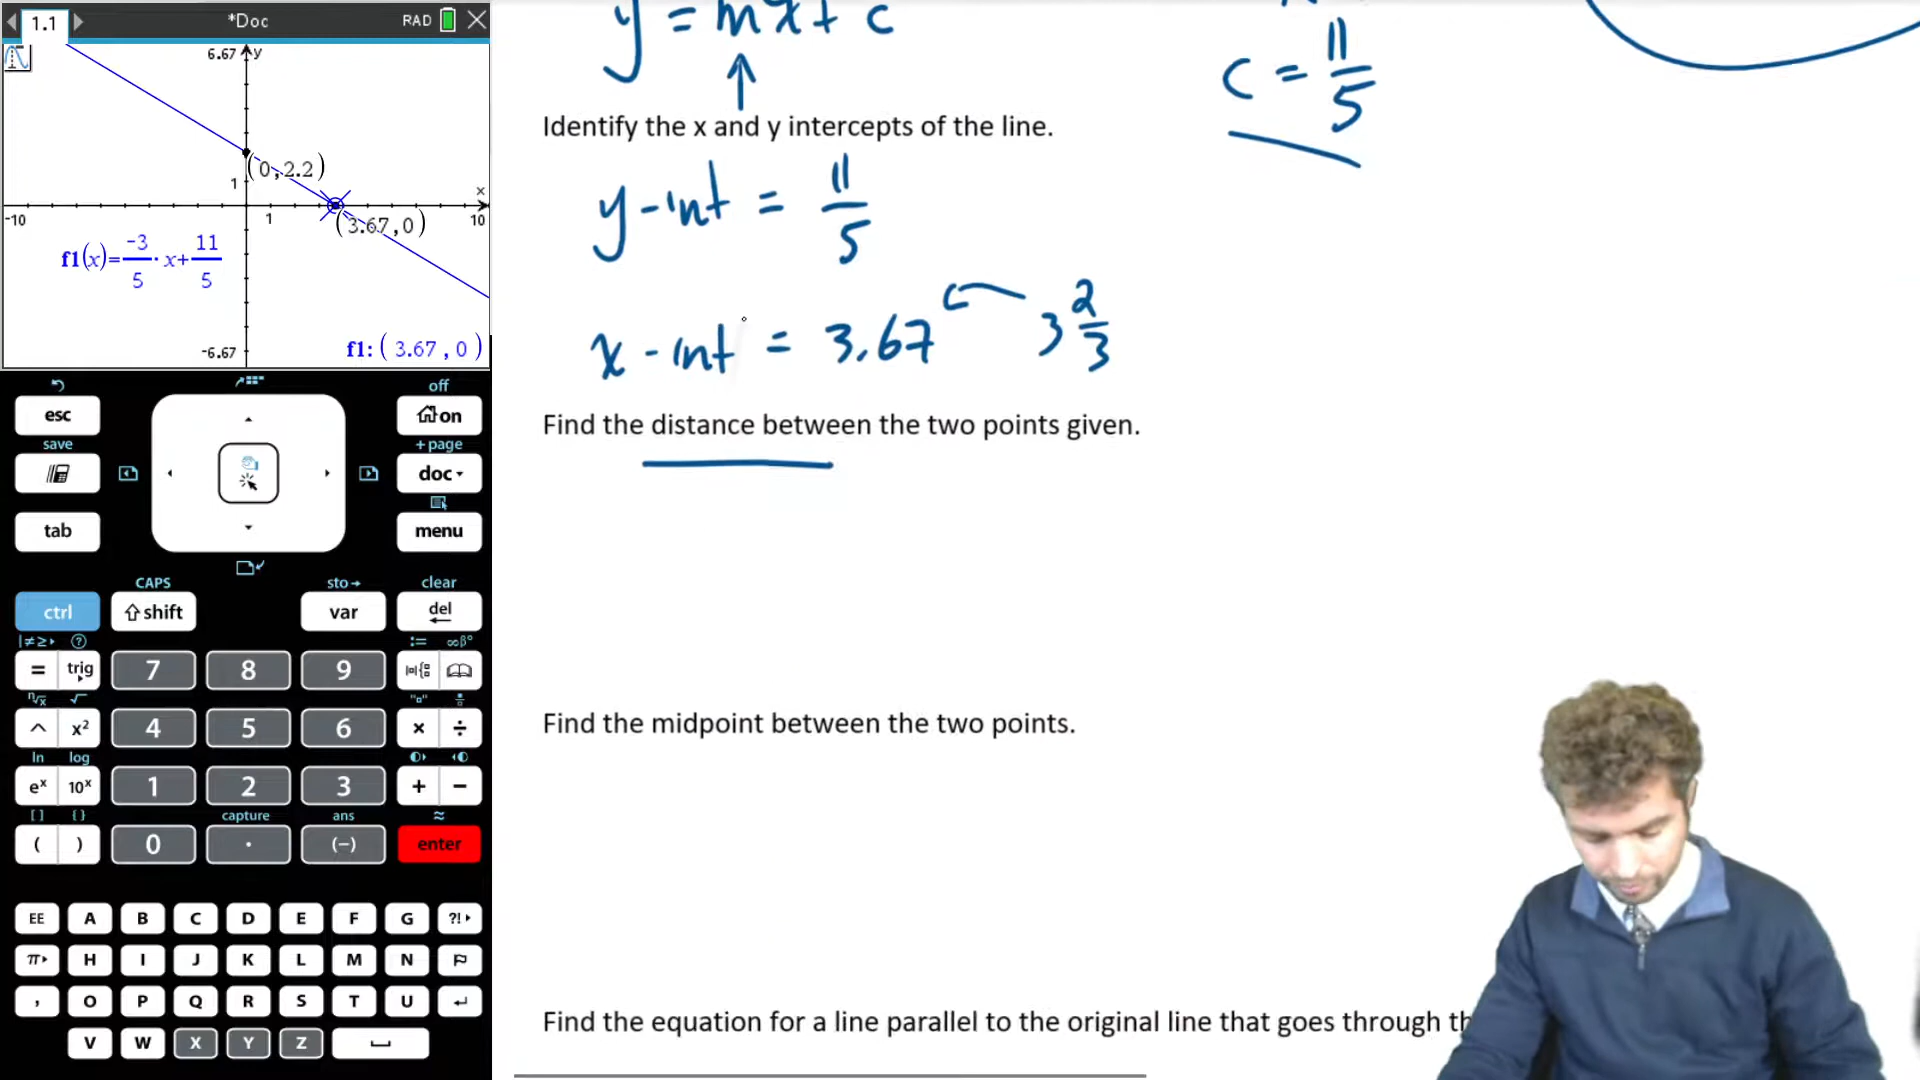 1.1
*Doc
RAD
6.67
y
(0,2.2)
1
x
-10
1
10
(3.67,0)
f1(x)=-3/5·x+11/5
-6.67
f1: (3.67,0)
off
esc
on
save
+page
doc
tab
menu
CAPS
sto→
clear
ctrl
⇧shift
var
del
|≠≥▸
?
:=
∞β°
=
trig
7
8
9
ⁿ√x
√
"□"
^
x²
4
5
6
×
÷
ln
log
eˣ
10ˣ
1
2
3
+
−
[ ]
{ }
capture
ans
≈
(
)
0
.
(−)
enter
EE
A
B
C
D
E
F
G
?!▸
π▸
H
I
J
K
L
M
N
,
O
P
Q
R
S
T
U
V
W
X
Y
Z
y = mx + c
c = 11/5
Identify the x and y intercepts of the line.
y-int = 11/5
x-int = 3.67 3 2/3
Find the distance between the two points given.
Find the midpoint between the two points.
Find the equation for a line parallel to the original line that goes through